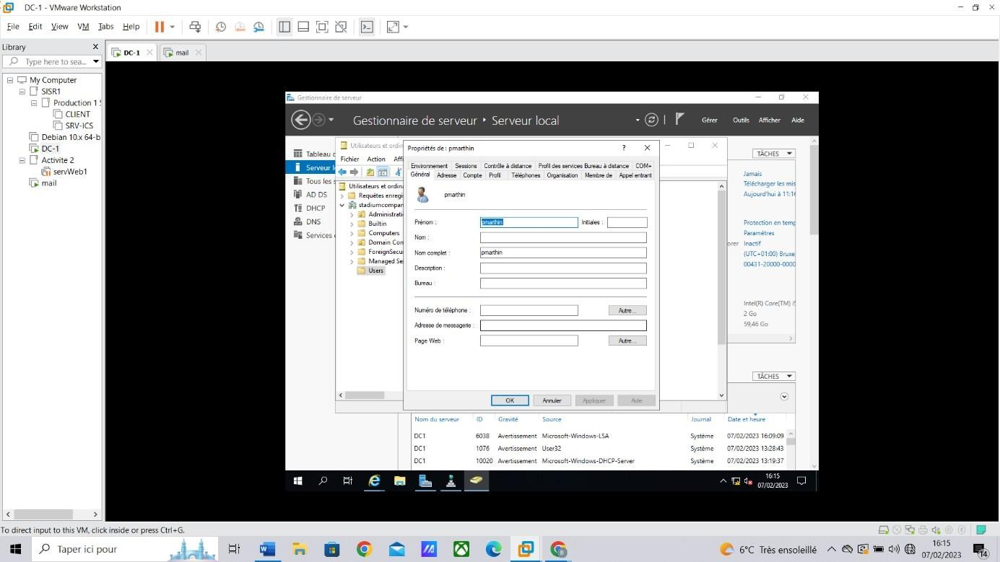 DC-1 - VMware Workstation
File Edit View VM Tabs Help
Library
Type here to sea...
My Computer
SISR1
Production 1 S
CLIENT
SRV-ICS
Debian 10.x 64-b
DC-1
Activite 2
servWeb1
mail
DC-1
mail
Gestionnaire de serveur
Gestionnaire de serveur Serveur local
Gérer Outils Afficher Aide
Tableau
Serveur
Tous les s
AD DS
DHCP
DNS
Services
Utilisateurs et ordin
Fichier Action Affi
Utilisateurs et ordina
Requêtes enregi
stadiumcompan
Administrati
Builtin
Computers
Domain Con
ForeignSecu
Managed Se
Users
Propriétés de : pmarthin
Environnement Sessions Contrôle à distance Profil des services Bureau à distance COM+
Général Adresse Compte Profil Téléphones Organisation Membre de Appel entrant
pmarthin
Prénom : pmarthin Initiales :
Nom :
Nom complet : pmarthin
Description :
Bureau :
Numéro de téléphone : Autre...
Adresse de messagerie :
Page Web : Autre...
OK Annuler Appliquer Aide
TÂCHES
Jamais
Télécharger les mis
Aujourd'hui à 11:16
Protection en temp
Paramètres
orer Inactif
(UTC+01:00) Bruxe
00431-20000-0000
Intel(R) Core(TM) i5
2 Go
59,46 Go
TÂCHES
Nom du serveur ID Gravité Source Journal Date et heure
DC1 6038 Avertissement Microsoft-Windows-LSA Système 07/02/2023 16:09:09
DC1 1076 Avertissement User32 Système 07/02/2023 13:28:43
DC1 10020 Avertissement Microsoft-Windows-DHCP-Server Système 07/02/2023 13:19:37
16:15
07/02/2023
To direct input to this VM, click inside or press Ctrl+G.
Taper ici pour
6°C Très ensoleillé
16:15
07/02/2023
14